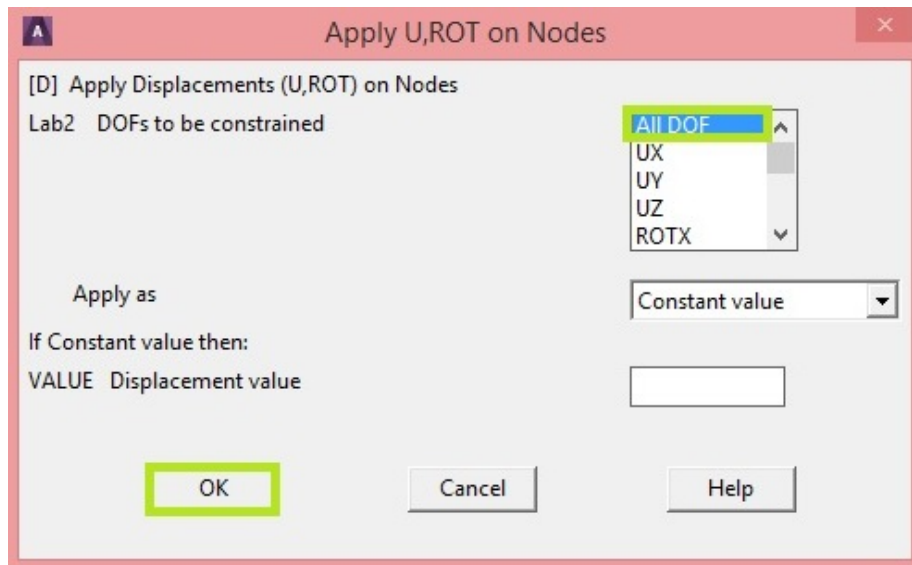 Apply U,ROT on Nodes
[D] Apply Displacements (U,ROT) on Nodes
Lab2 DOFs to be constrained
All DOF
UX
UY
UZ
ROTX
Apply as
Constant value
If Constant value then:
VALUE Displacement value
OK
Cancel
Help